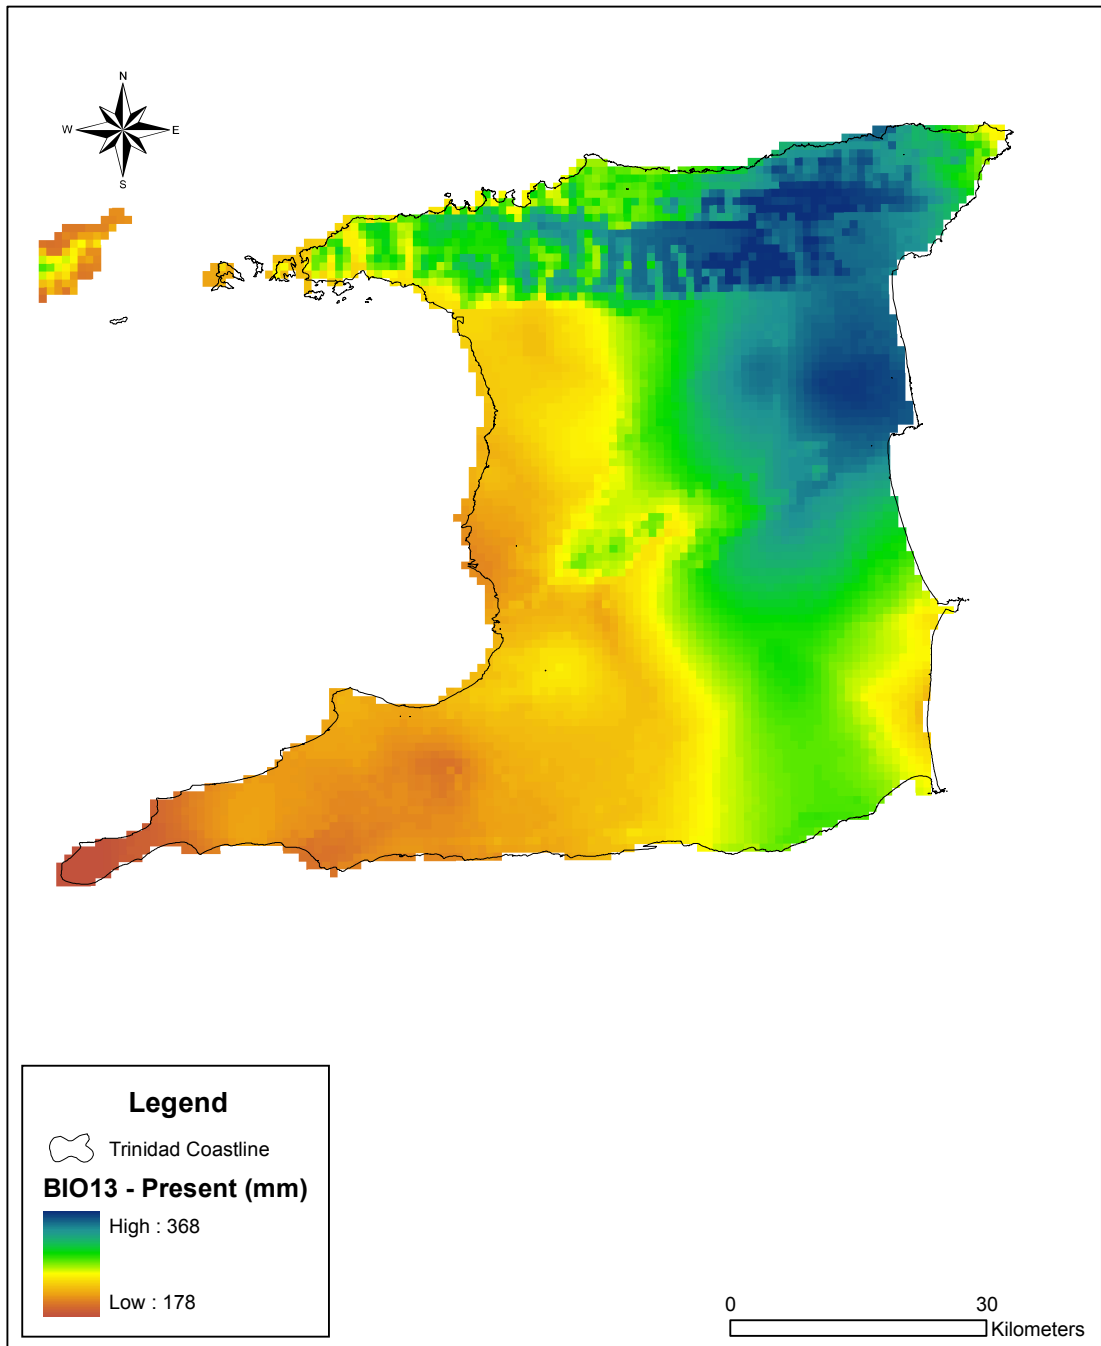 N
W
E
S
Legend
Trinidad Coastline
BIO13 - Present (mm)
High : 368
Low : 178
0
30
Kilometers